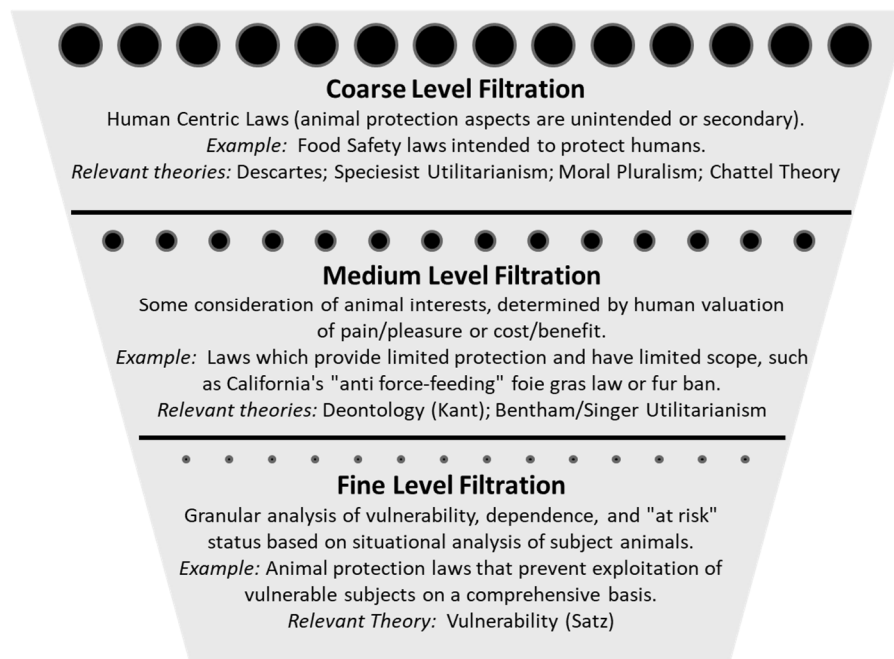 Coarse Level Filtration
Human Centric Laws (animal protection aspects are unintended or secondary).
Example: Food Safety laws intended to protect humans.
Relevant theories: Descartes; Speciesist Utilitarianism; Moral Pluralism; Chattel Theory
Medium Level Filtration
Some consideration of animal interests, determined by human valuation
of pain/pleasure or cost/benefit.
Example: Laws which provide limited protection and have limited scope, such
as California's "anti force-feeding" foie gras law or fur ban.
Relevant theories: Deontology (Kant); Bentham/Singer Utilitarianism
Fine Level Filtration
Granular analysis of vulnerability, dependence, and "at risk"
status based on situational analysis of subject animals.
Example: Animal protection laws that prevent exploitation of
vulnerable subjects on a comprehensive basis.
Relevant Theory: Vulnerability (Satz)